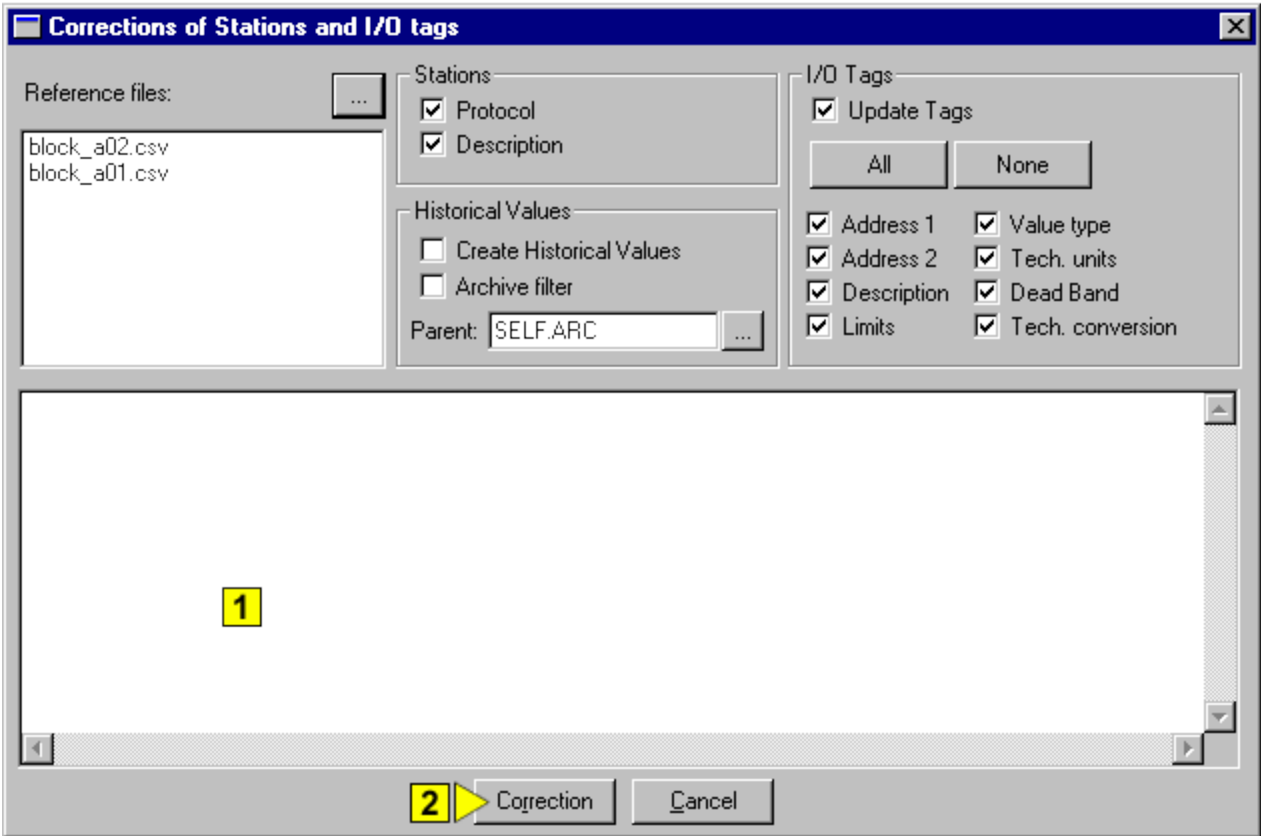 Corrections of Stations and I/O tags
Reference files:
...
block_a02.csv
block_a01.csv
Stations
Protocol
Description
Historical Values
Create Historical Values
Archive filter
Parent: SELF.ARC ...
I/O Tags
Update Tags
All None
Address 1 Value type
Address 2 Tech. units
Description Dead Band
Limits Tech. conversion
1
2 Correction Cancel